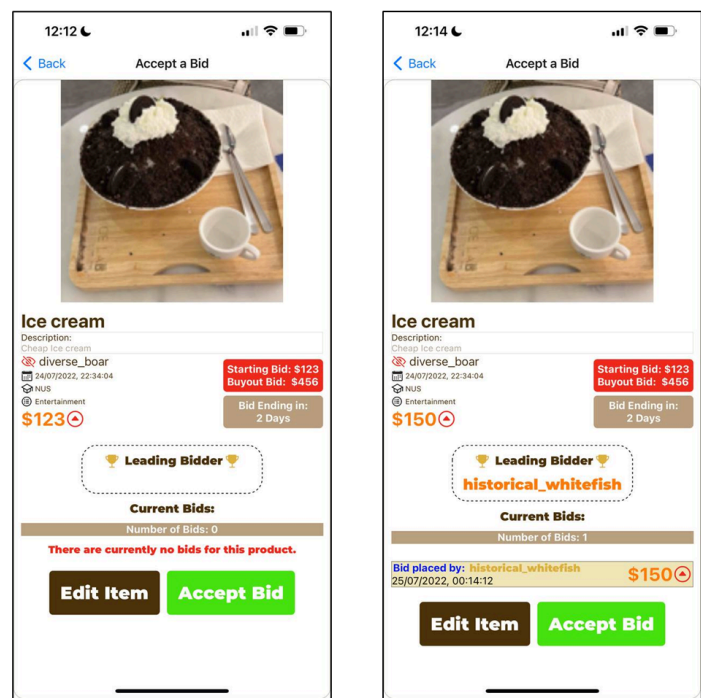 12:12
Back
Accept a Bid
Ice cream
Description:
Cheap Ice cream
diverse_boar
24/07/2022, 22:34:04
NUS
Entertainment
$123
Starting Bid: $123
Buyout Bid: $456
Bid Ending in:
2 Days
Leading Bidder
Current Bids:
Number of Bids: 0
There are currently no bids for this product.
Edit Item
Accept Bid
12:14
Back
Accept a Bid
Ice cream
Description:
Cheap Ice cream
diverse_boar
24/07/2022, 22:34:04
NUS
Entertainment
$150
Starting Bid: $123
Buyout Bid: $456
Bid Ending in:
2 Days
Leading Bidder
historical_whitefish
Current Bids:
Number of Bids: 1
Bid placed by: historical_whitefish
25/07/2022, 00:14:12
$150
Edit Item
Accept Bid